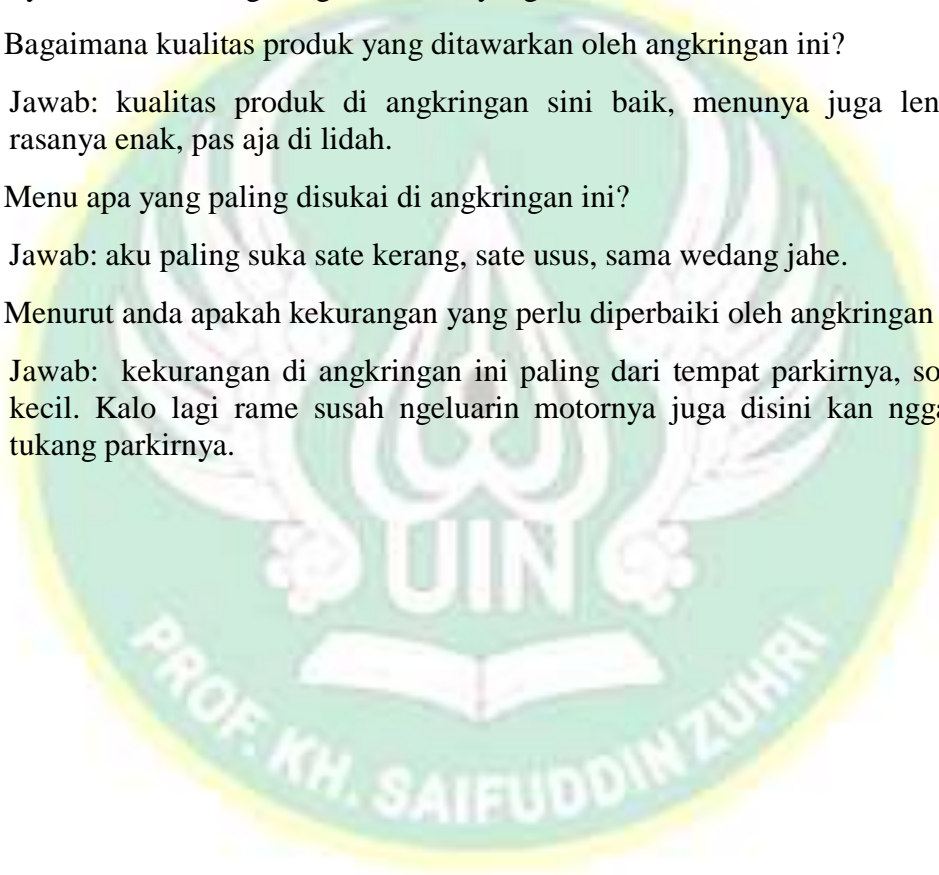 Bagaimana kualitas produk yang ditawarkan oleh angkringan ini?
Jawab: kualitas produk di angkringan sini baik, menunya juga
rasanya enak, pas aja di lidah.
Menu apa yang paling disukai di angkringan ini?
Jawab: aku paling suka sate kerang, sate usus, sama wedang jahe.
Menurut anda apakah kekurangan yang perlu diperbaiki oleh angkringan
Jawab: kekurangan di angkringan ini paling dari tempat parkirnya,
kecil. Kalo lagi rame susah ngeluarin motornya juga disini kan
tukang parkirnya.
UIN
PROF. KH. SAIFUDDIN ZUHRI